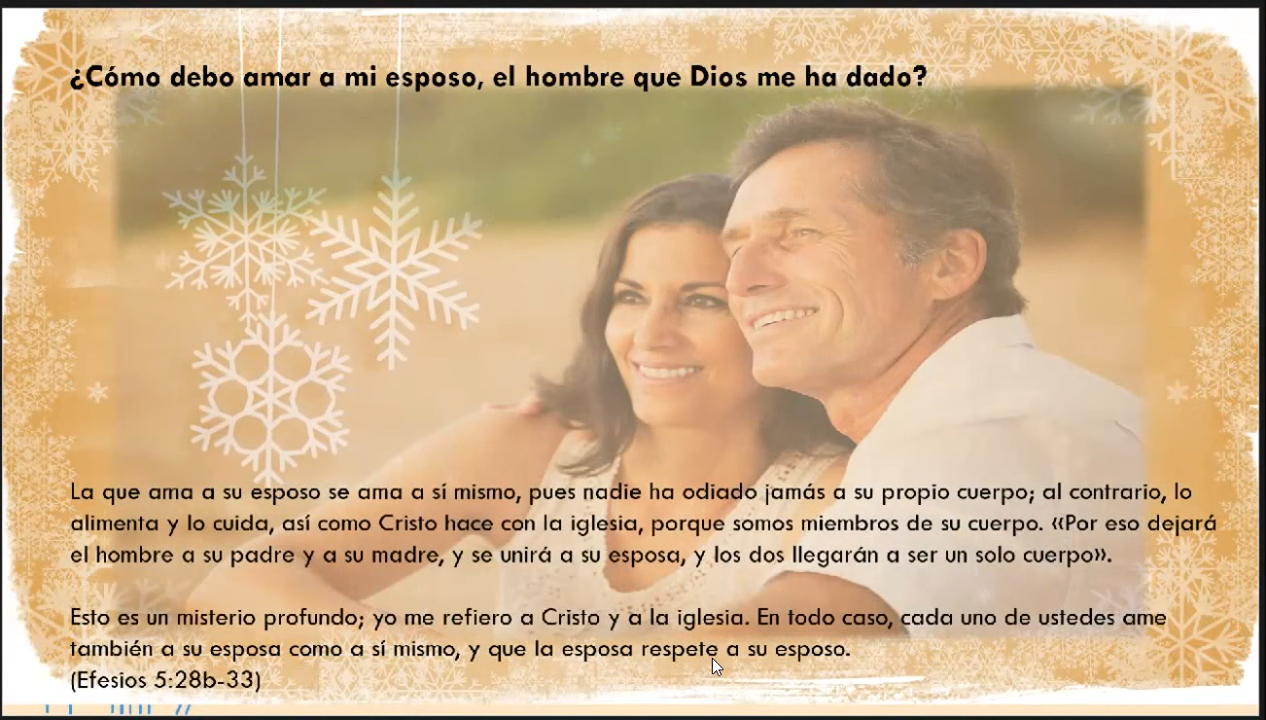 ¿Cómo debo amar a mi esposo, el hombre que Dios me ha dado?
La que ama a su esposo se ama a sí mismo, pues nadie ha odiado jamás a su propio cuerpo; al contrario, lo
alimenta y lo cuida, así como Cristo hace con la iglesia, porque somos miembros de su cuerpo. «Por eso dejará
el hombre a su padre y a su madre, y se unirá a su esposa, y los dos llegarán a ser un solo cuerpo».
Esto es un misterio profundo; yo me refiero a Cristo y a la iglesia. En todo caso, cada uno de ustedes ame
también a su esposa como a sí mismo, y que la esposa respete a su esposo.
(Efesios 5:28b-33)